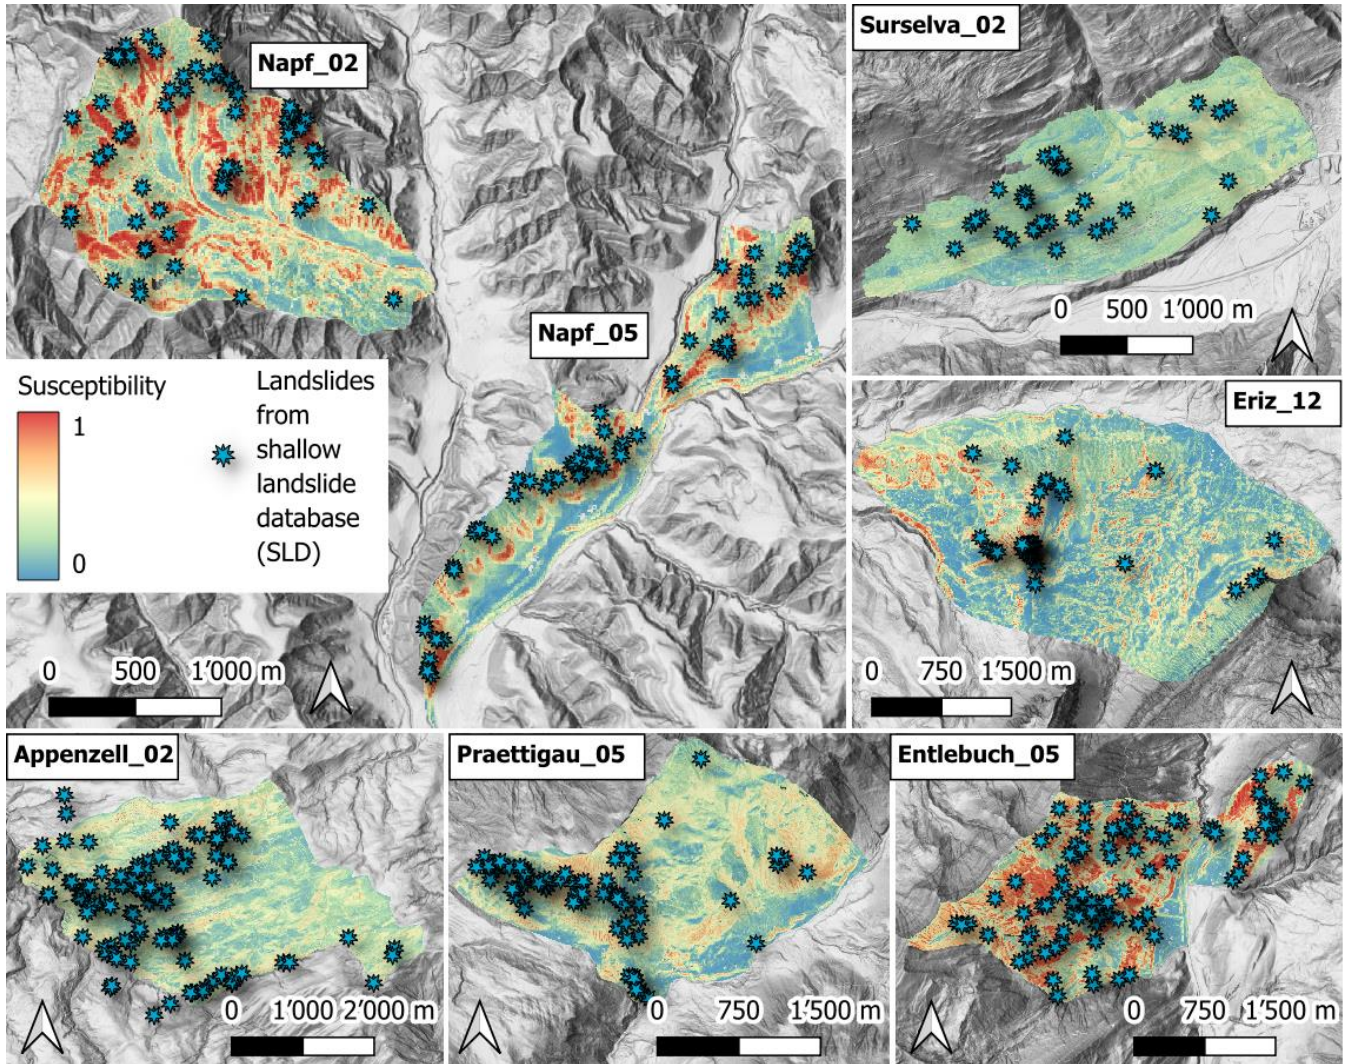 Napf_02
Surselva_02
0 500 1’000 m
Napf_05
Susceptibility
1
0
Landslides
from
shallow
landslide
database
(SLD)
0 500 1’000 m
Eriz_12
0 750 1’500 m
Appenzell_02
0 1’000 2’000 m
Praettigau_05
0 750 1’500 m
Entlebuch_05
0 750 1’500 m